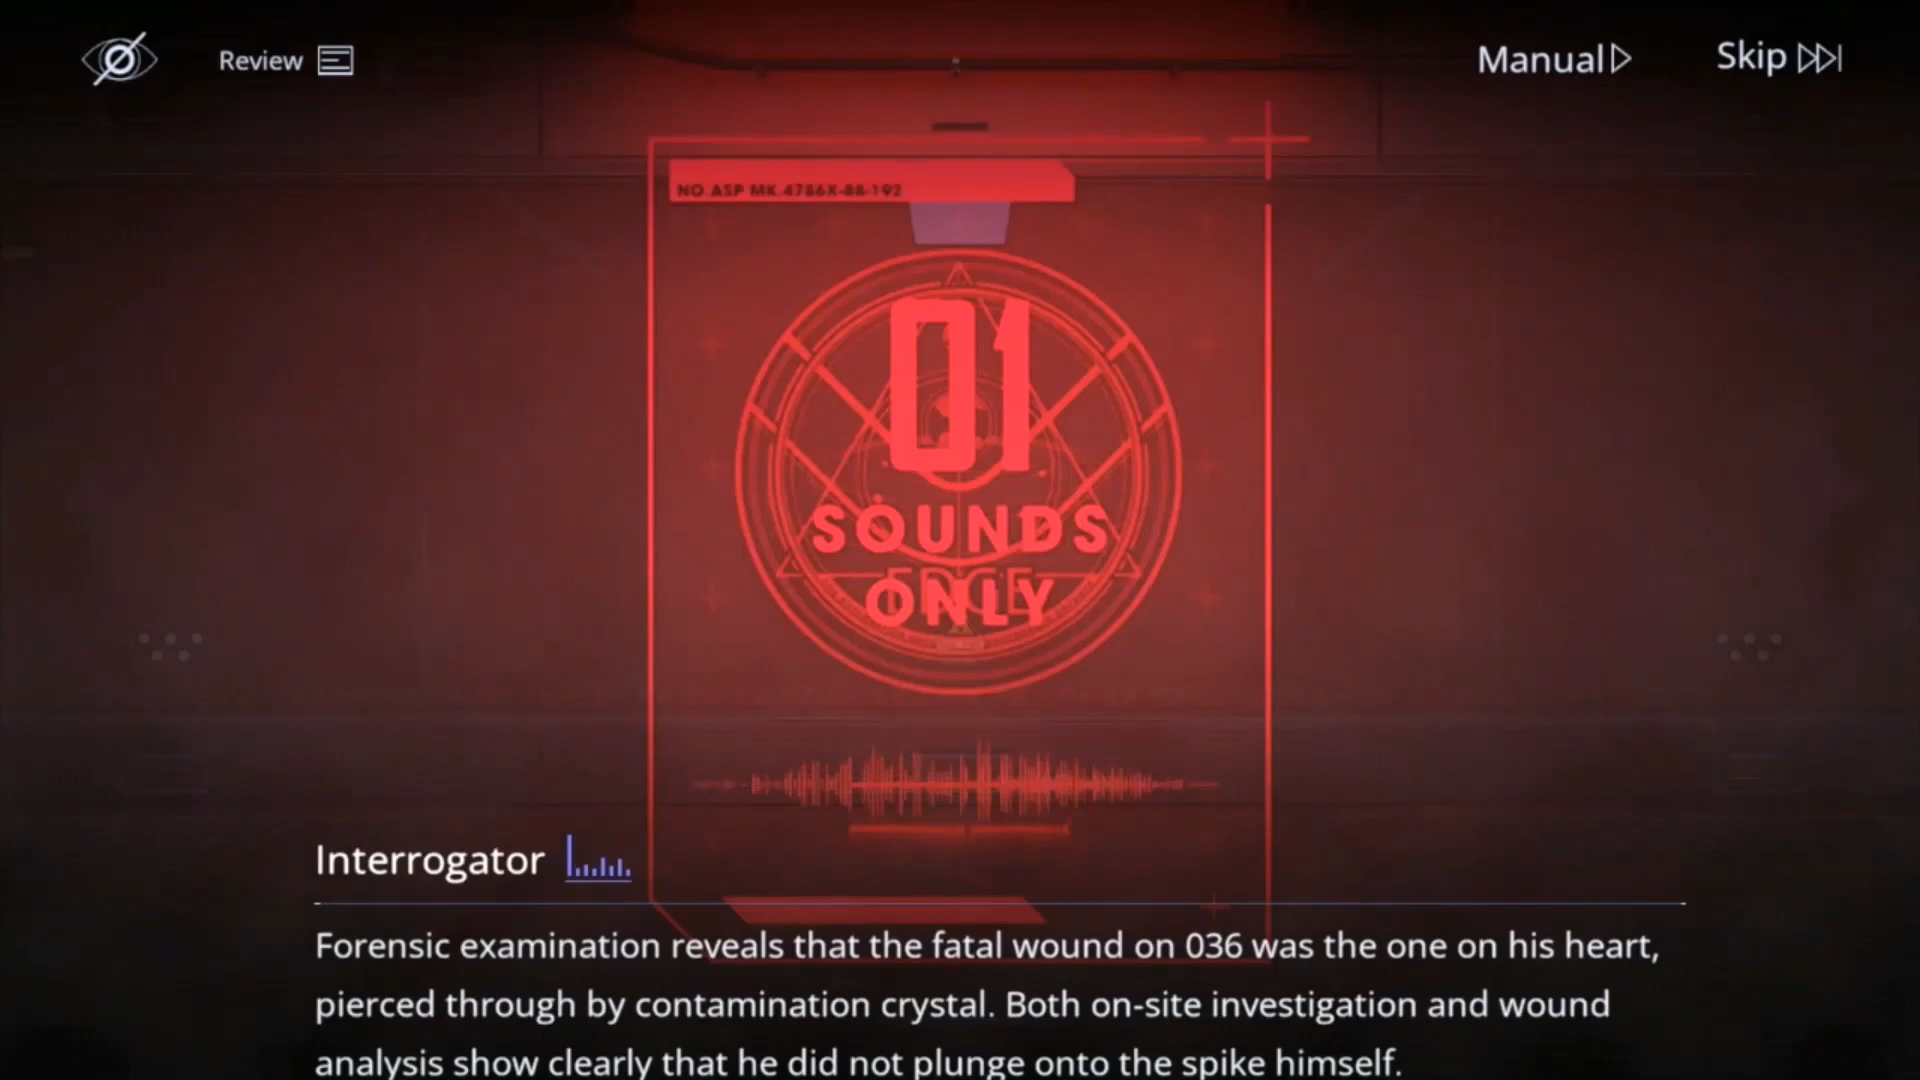 Review
Manual
Skip
NO.ASP MK.4786X-88-192
01
SOUNDS
EDGE
ONLY
Interrogator
Forensic examination reveals that the fatal wound on 036 was the one on his heart,
pierced through by contamination crystal. Both on-site investigation and wound
analysis show clearly that he did not plunge onto the spike himself.